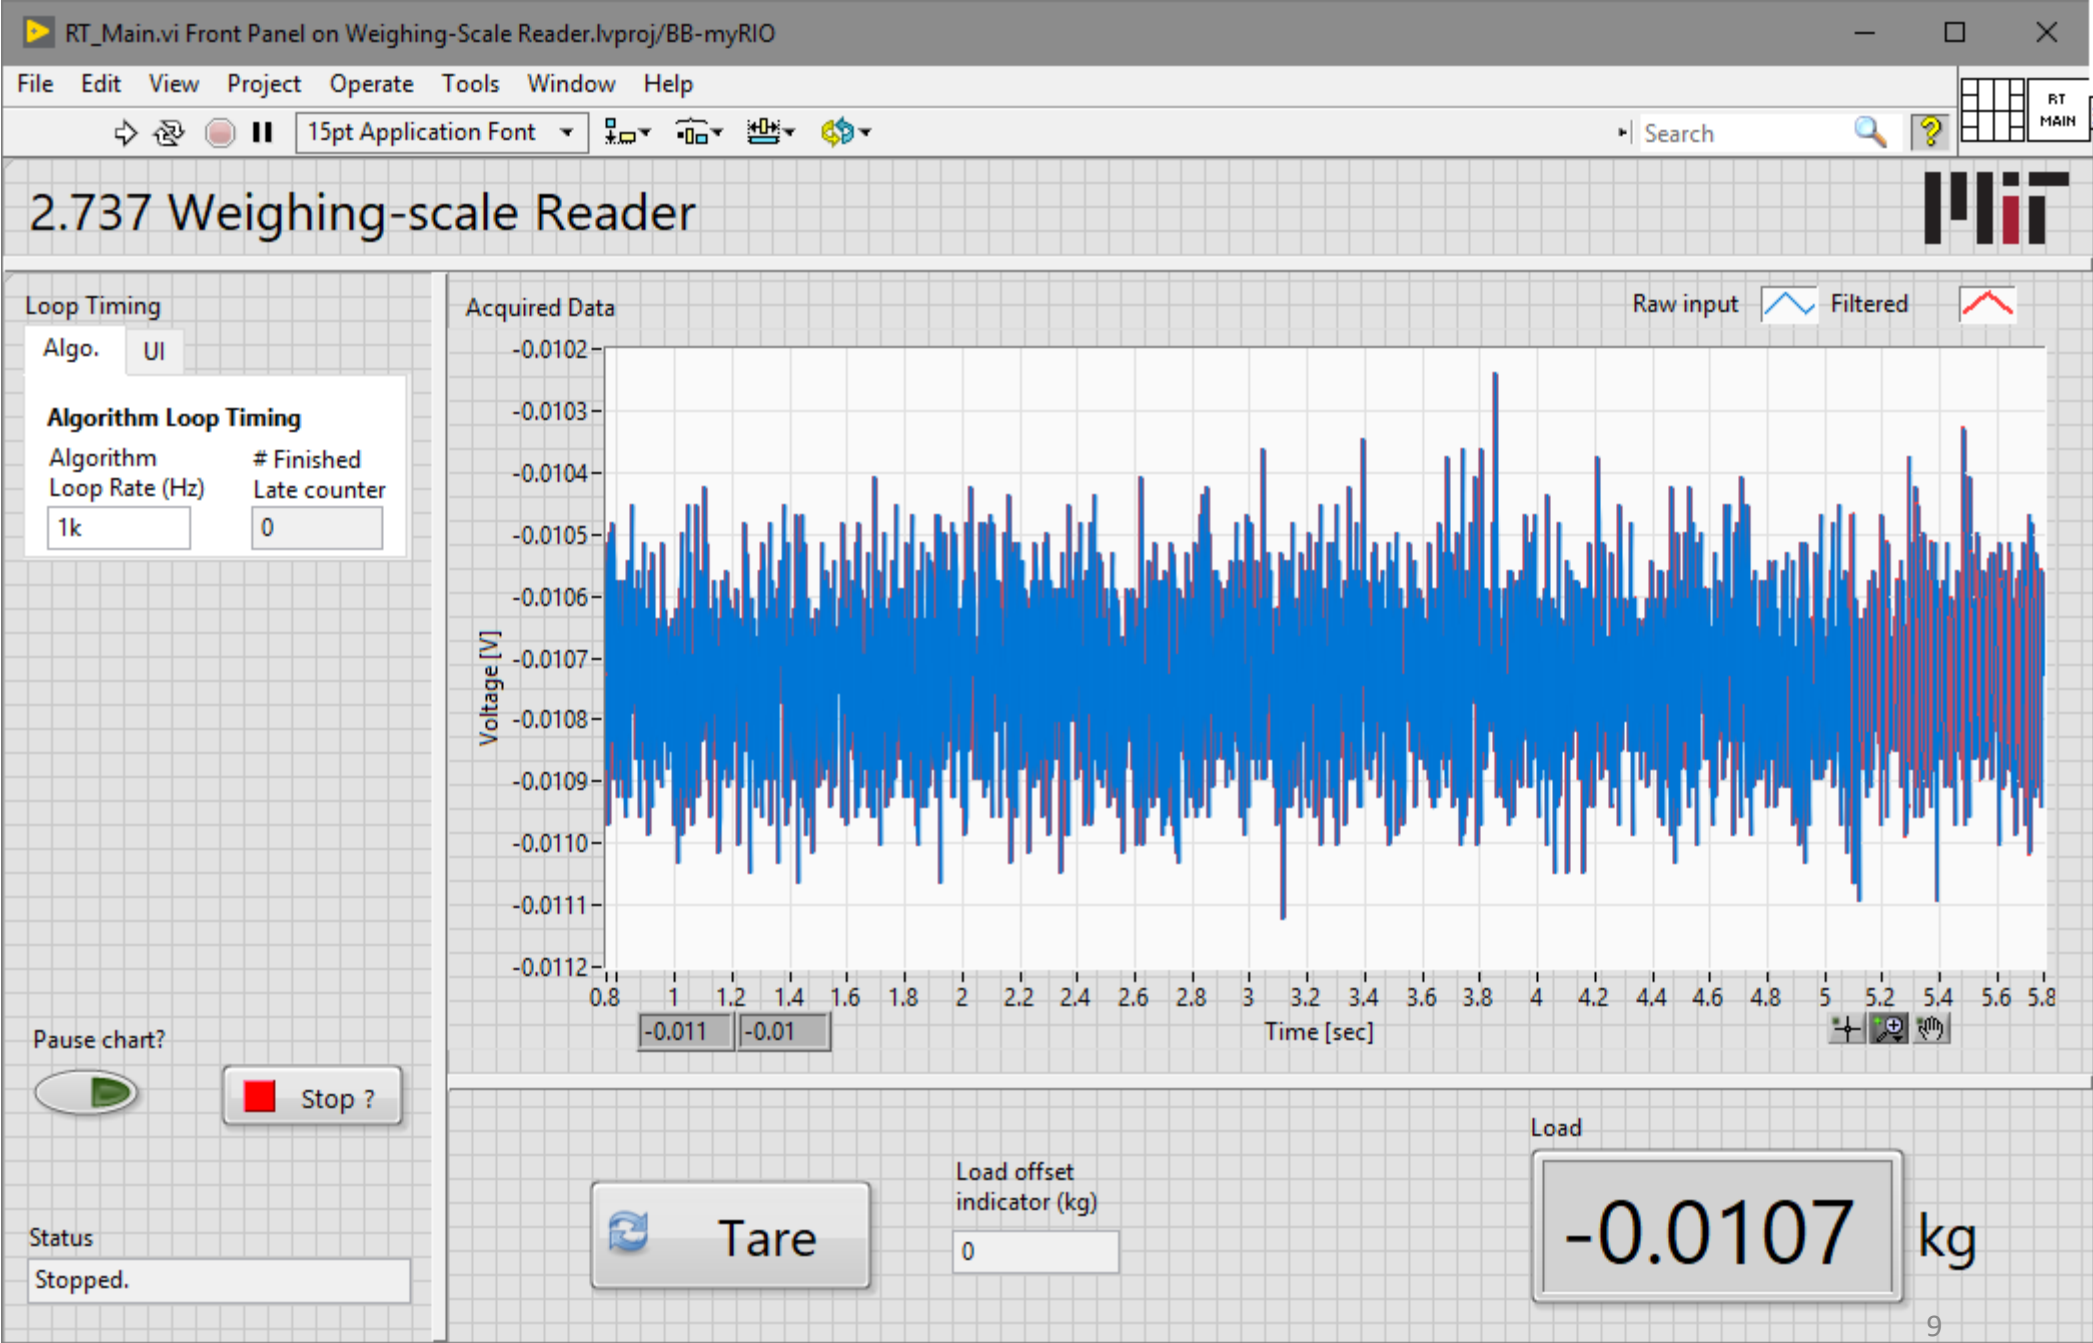 RT_Main.vi Front Panel on Weighing-Scale Reader.lvproj/BB-myRIO
File Edit View Project Operate Tools Window Help
15pt Application Font
Search
?
RT
MAIN
2.737 Weighing-scale Reader
MIT
Loop Timing
Algo. UI
Algorithm Loop Timing
Algorithm
Loop Rate (Hz)
1k
# Finished
Late counter
0
Pause chart?
Stop ?
Status
Stopped.
Acquired Data
Raw input Filtered
-0.0102
-0.0103
-0.0104
-0.0105
-0.0106
-0.0107
-0.0108
-0.0109
-0.0110
-0.0111
-0.0112
Voltage [V]
0.8 1 1.2 1.4 1.6 1.8 2 2.2 2.4 2.6 2.8 3 3.2 3.4 3.6 3.8 4 4.2 4.4 4.6 4.8 5 5.2 5.4 5.6 5.8
-0.011 -0.01
Time [sec]
Tare
Load offset
indicator (kg)
0
Load
-0.0107 kg
9